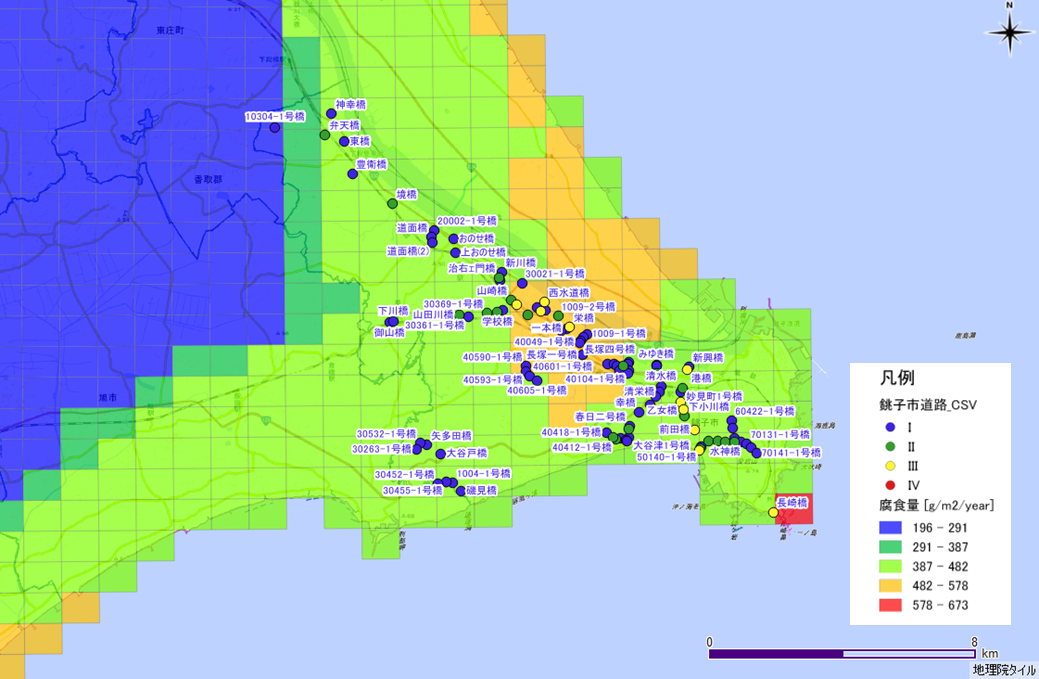 N
東庄町
10304-1号橋
神幸橋
弁天橋
東橋
豊衛橋
香取郡
境橋
道面橋
20002-1号橋
おのせ橋
道面橋(2)
上おのせ橋
治右ェ門橋
新川橋
30021-1号橋
山崎橋
西水道橋
30369-1号橋
1009-2号橋
下川橋
山田川橋
学校橋
栄橋
30361-1号橋
一本橋
御山橋
1009-1号橋
40049-1号橋
長塚四号橋
40590-1号橋
長塚一号橋
みゆき橋
新興橋
40601-1号橋
清水橋
港橋
40593-1号橋
40104-1号橋
40605-1号橋
清栄橋
妙見町1号橋
旭市
幸橋
乙女橋
下小川橋
春日二号橋
60422-1号橋
銚子市
30532-1号橋
矢多田橋
40418-1号橋
前田橋
70131-1号橋
30263-1号橋
大谷戸橋
40412-1号橋
大谷津1号橋
水神橋
70141-1号橋
50140-1号橋
30452-1号橋
1004-1号橋
30455-1号橋
磯見橋
長崎橋
一ノ島
凡例
銚子市道路_CSV
I
II
III
IV
腐食量 [g/m2/year]
196 - 291
291 - 387
387 - 482
482 - 578
578 - 673
0
8
km
地理院タイル